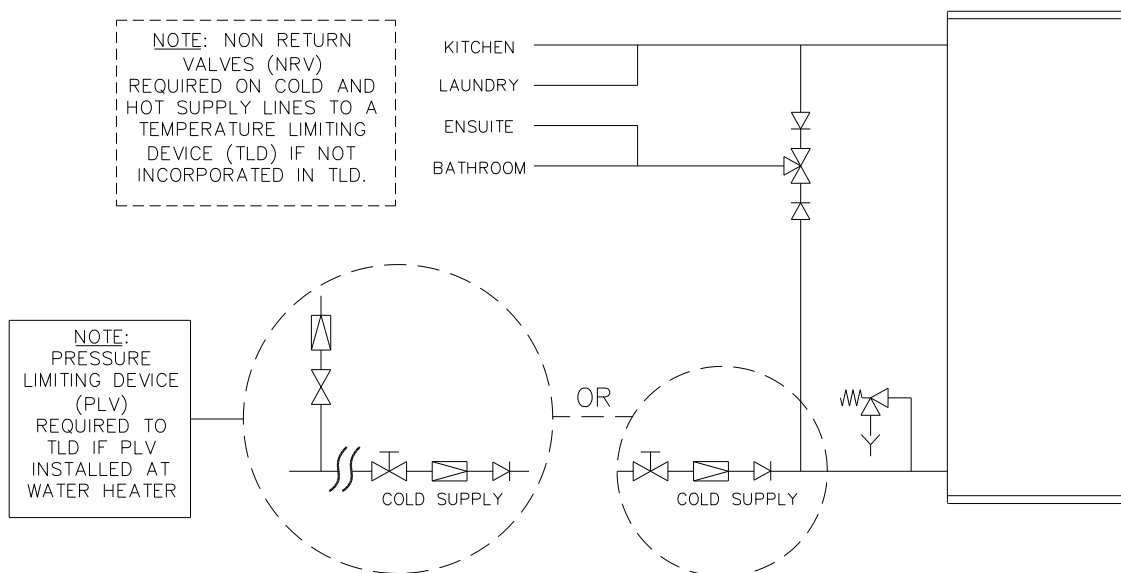 NOTE: NON RETURN
VALVES (NRV)
REQUIRED ON COLD AND
HOT SUPPLY LINES TO A
TEMPERATURE LIMITING
DEVICE (TLD) IF NOT
INCORPORATED IN TLD.
KITCHEN
LAUNDRY
ENSUITE
BATHROOM
NOTE:
PRESSURE
LIMITING DEVICE
(PLV)
REQUIRED TO
TLD IF PLV
INSTALLED AT
WATER HEATER
OR
COLD SUPPLY
COLD SUPPLY